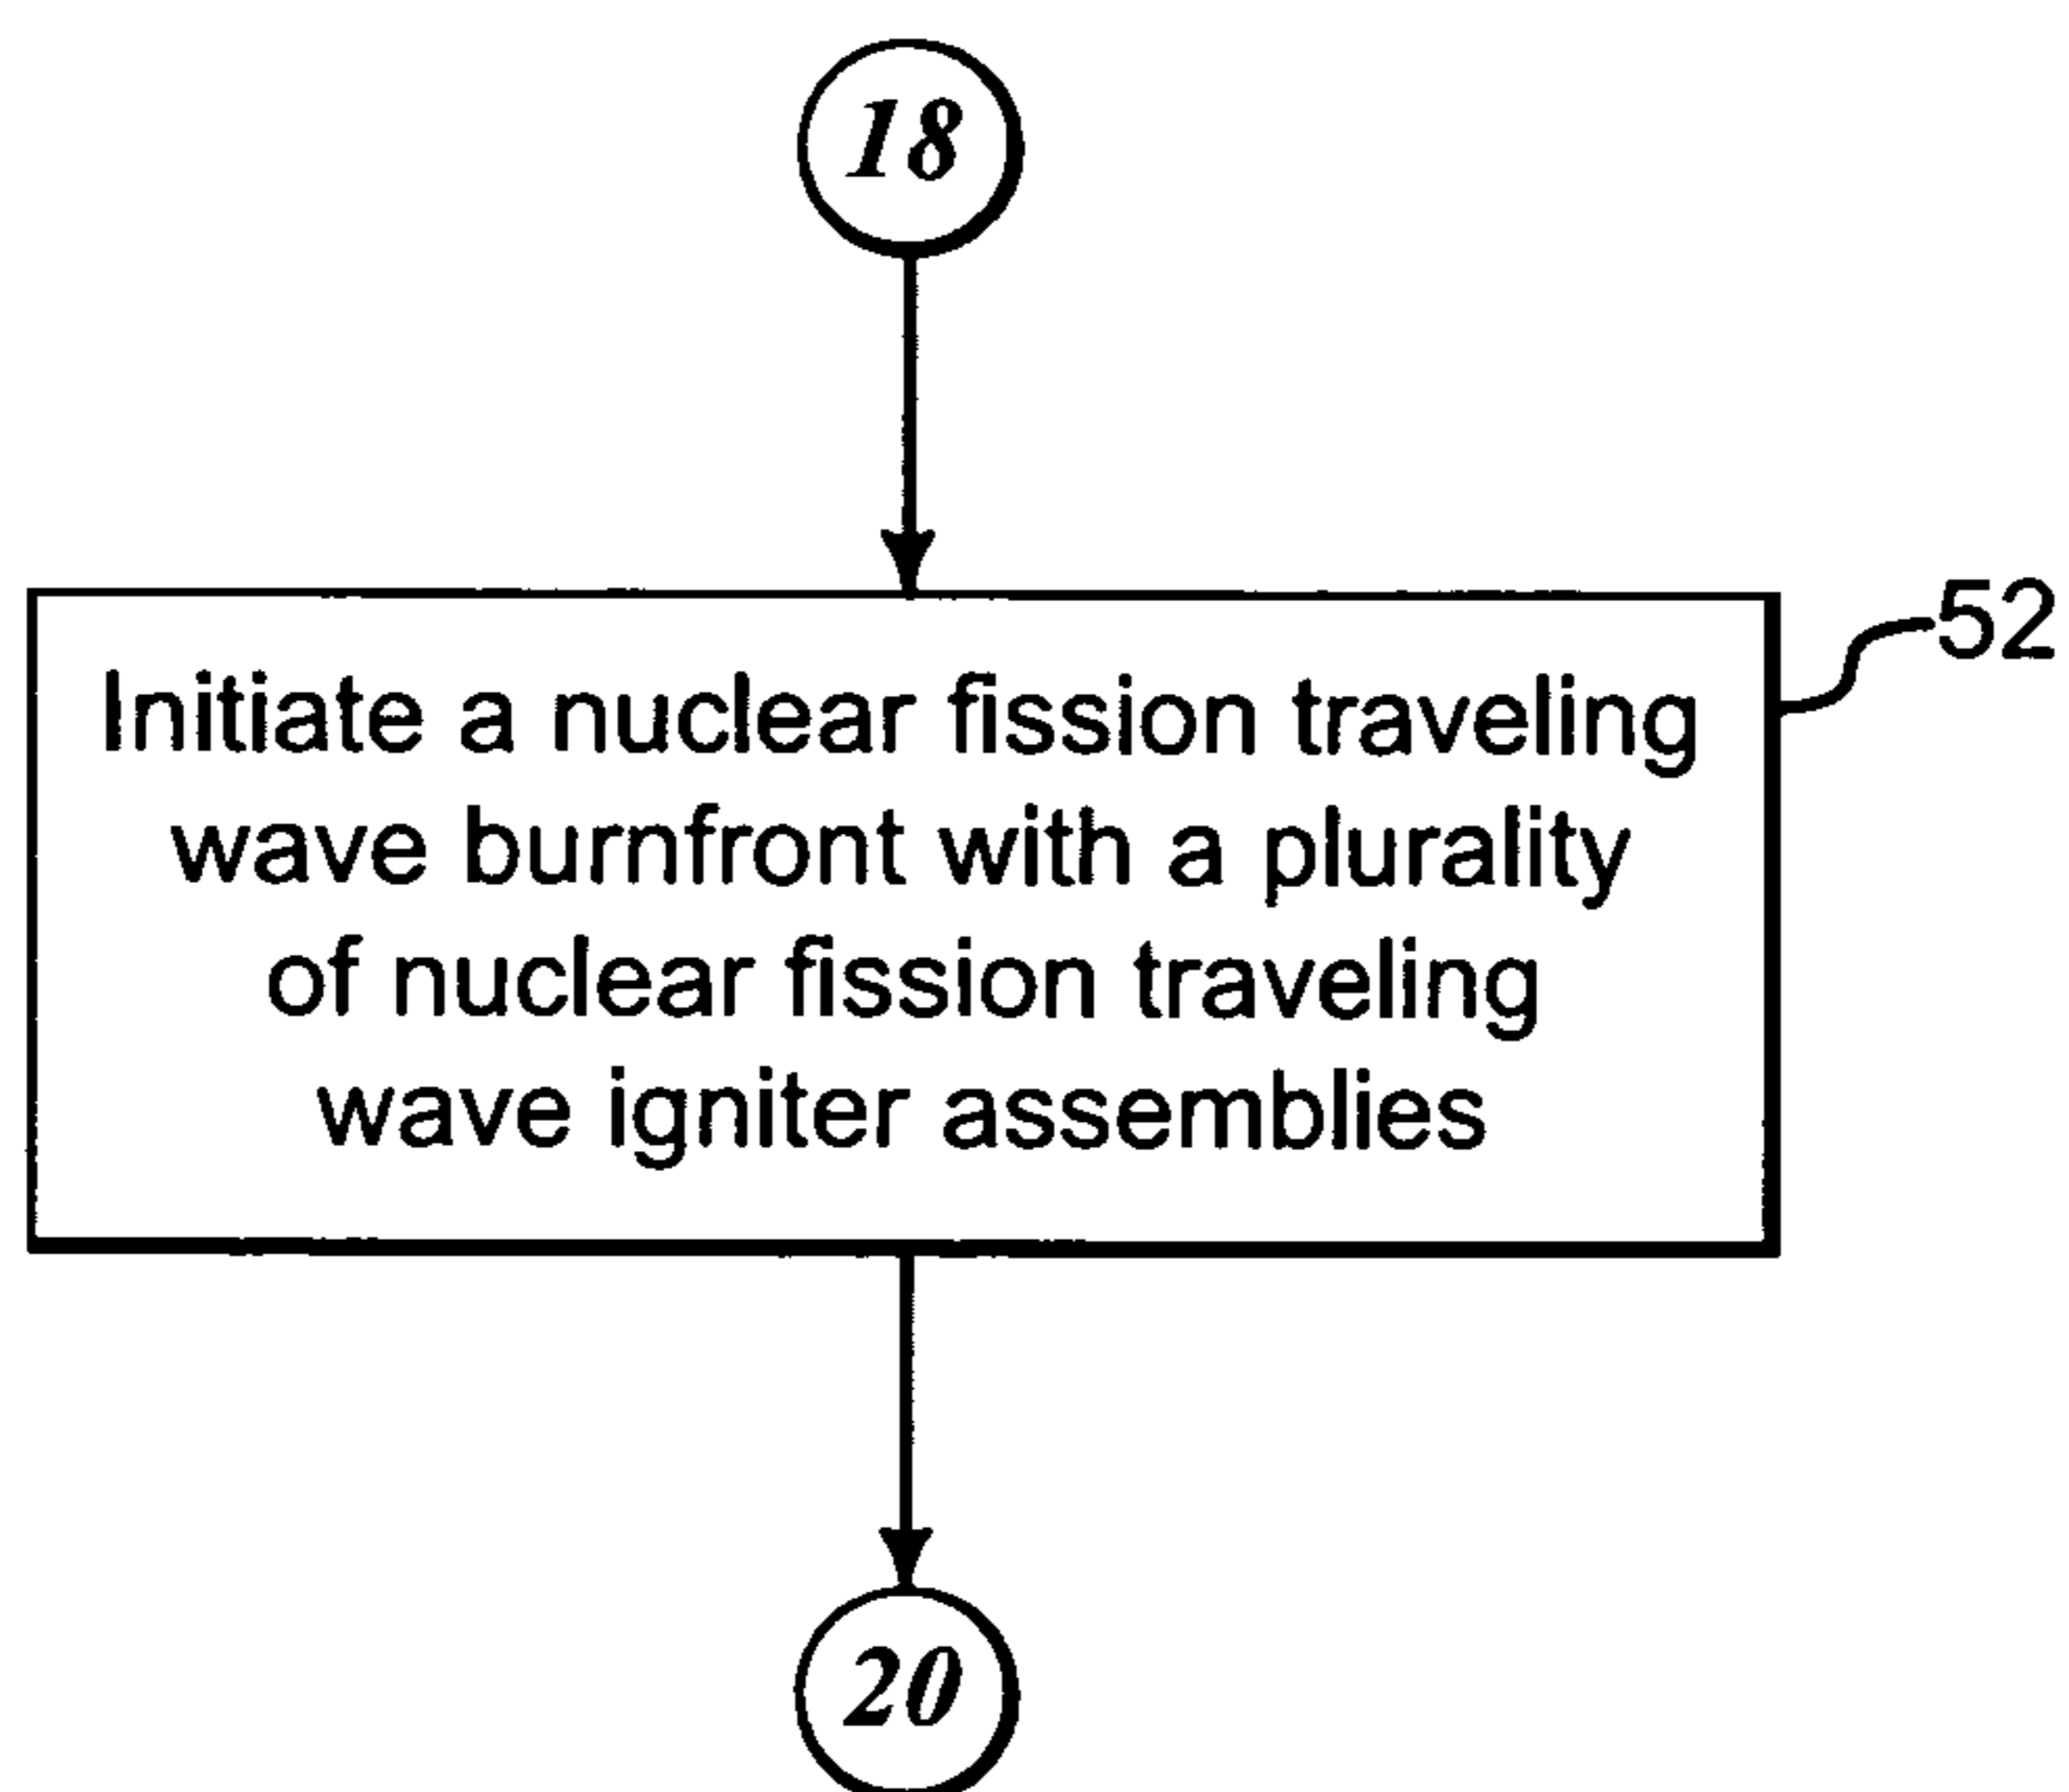 18
52
Initiate a nuclear fission traveling
wave burnfront with a plurality
of nuclear fission traveling
wave igniter assemblies
20